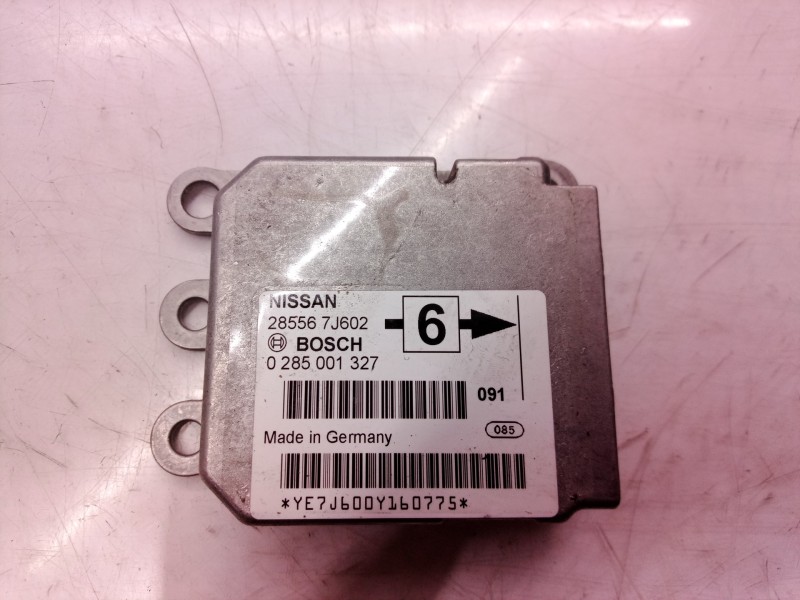 NISSAN
28556 7J602
6
BOSCH
0 285 001 327
091
Made in Germany
085
*YE7J600Y160775*